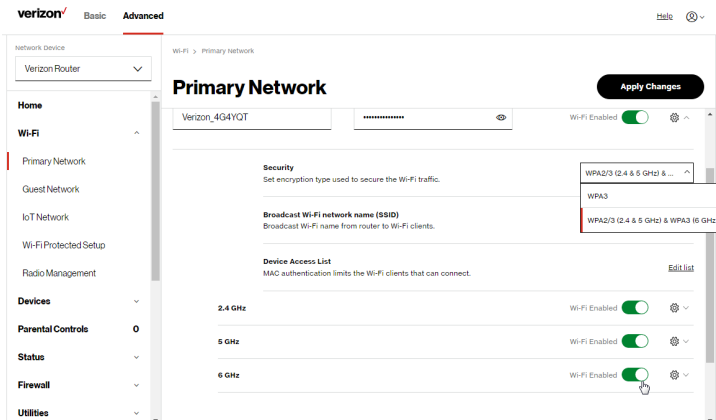 verizon✓ Basic Advanced Help
Network Device
Verizon Router
Home
Wi-Fi
Primary Network
Guest Network
IoT Network
Wi-Fi Protected Setup
Radio Management
Devices
Parental Controls 0
Status
Firewall
Utilities
Wi-Fi > Primary Network
Primary Network
Apply Changes
Verizon_4G4YQT ••••••••••••••• Wi-Fi Enabled
Security
Set encryption type used to secure the Wi-Fi traffic.
WPA2/3 (2.4 & 5 GHz) & ...
WPA3
WPA2/3 (2.4 & 5 GHz) & WPA3 (6 GHz
Broadcast Wi-Fi network name (SSID)
Broadcast Wi-Fi name from router to Wi-Fi clients.
Device Access List
MAC authentication limits the Wi-Fi clients that can connect.
Edit list
2.4 GHz Wi-Fi Enabled
5 GHz Wi-Fi Enabled
6 GHz Wi-Fi Enabled